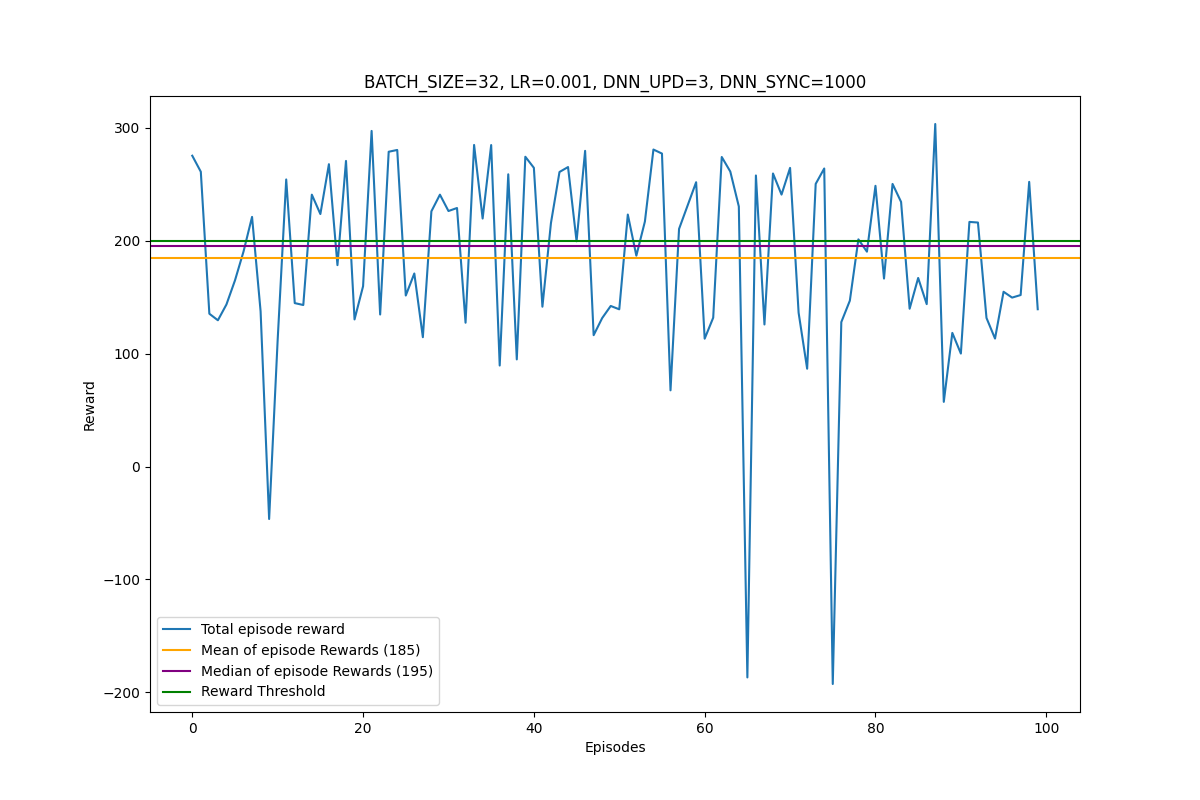 BATCH_SIZE=32, LR=0.001, DNN_UPD=3, DNN_SYNC=1000
300
200
100
0
−100
−200
Reward
Total episode reward
Mean of episode Rewards (185)
Median of episode Rewards (195)
Reward Threshold
0 20 40 60 80 100
Episodes